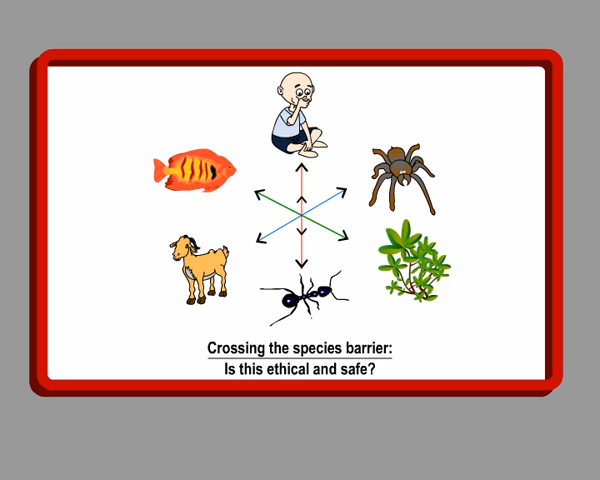 Crossing the species barrier:
Is this ethical and safe?